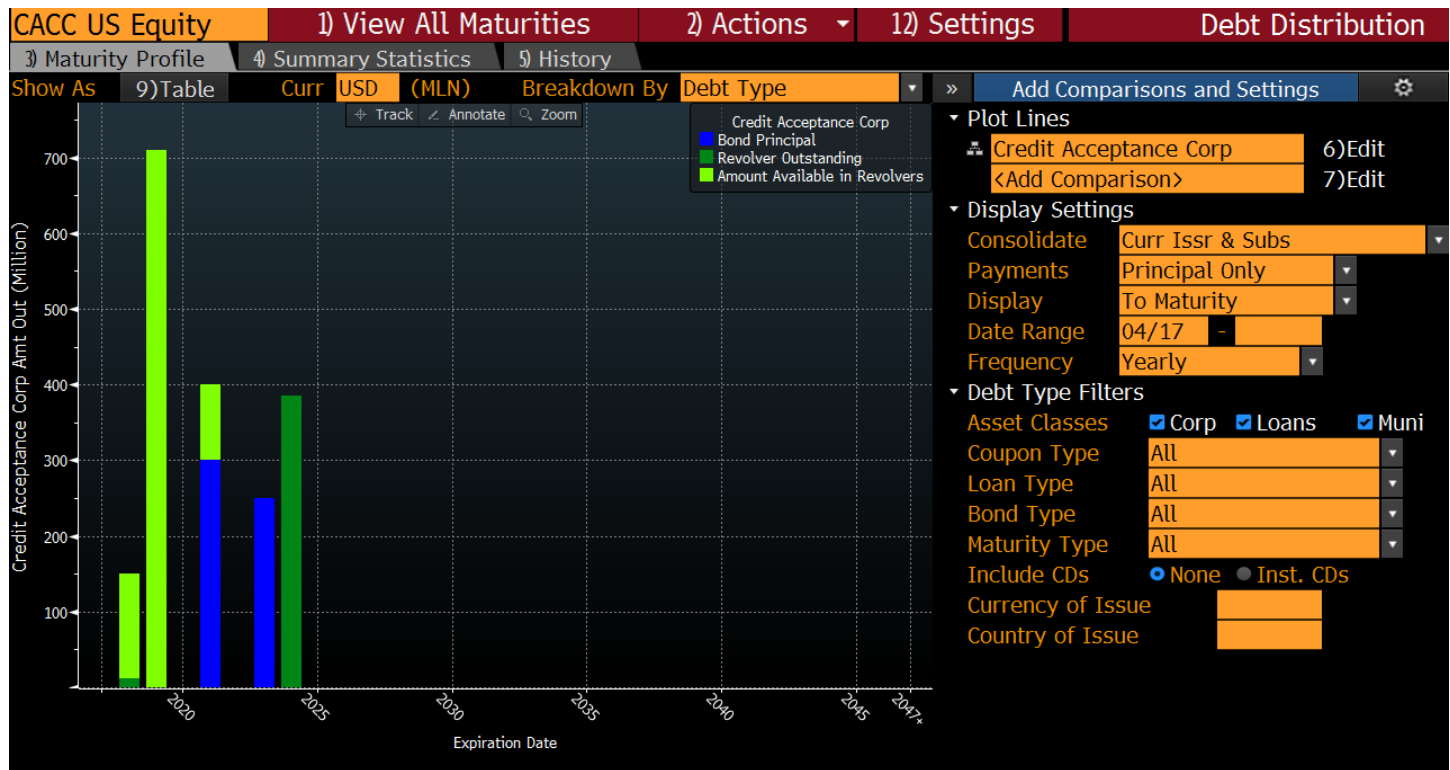 CACC US Equity 1) View All Maturities 2) Actions 12) Settings Debt Distribution
3) Maturity Profile 4) Summary Statistics 5) History
Show As 9)Table Curr USD (MLN) Breakdown By Debt Type » Add Comparisons and Settings
Track Annotate Zoom
Credit Acceptance Corp
Bond Principal
Revolver Outstanding
Amount Available in Revolvers
Credit Acceptance Corp Amt Out (Million)
700
600
500
400
300
200
100
2020 2025 2030 2035 2040 2045 2047+
Expiration Date
Plot Lines
Credit Acceptance Corp 6)Edit
<Add Comparison> 7)Edit
Display Settings
Consolidate Curr Issr & Subs
Payments Principal Only
Display To Maturity
Date Range 04/17 -
Frequency Yearly
Debt Type Filters
Asset Classes Corp Loans Muni
Coupon Type All
Loan Type All
Bond Type All
Maturity Type All
Include CDs None Inst. CDs
Currency of Issue
Country of Issue